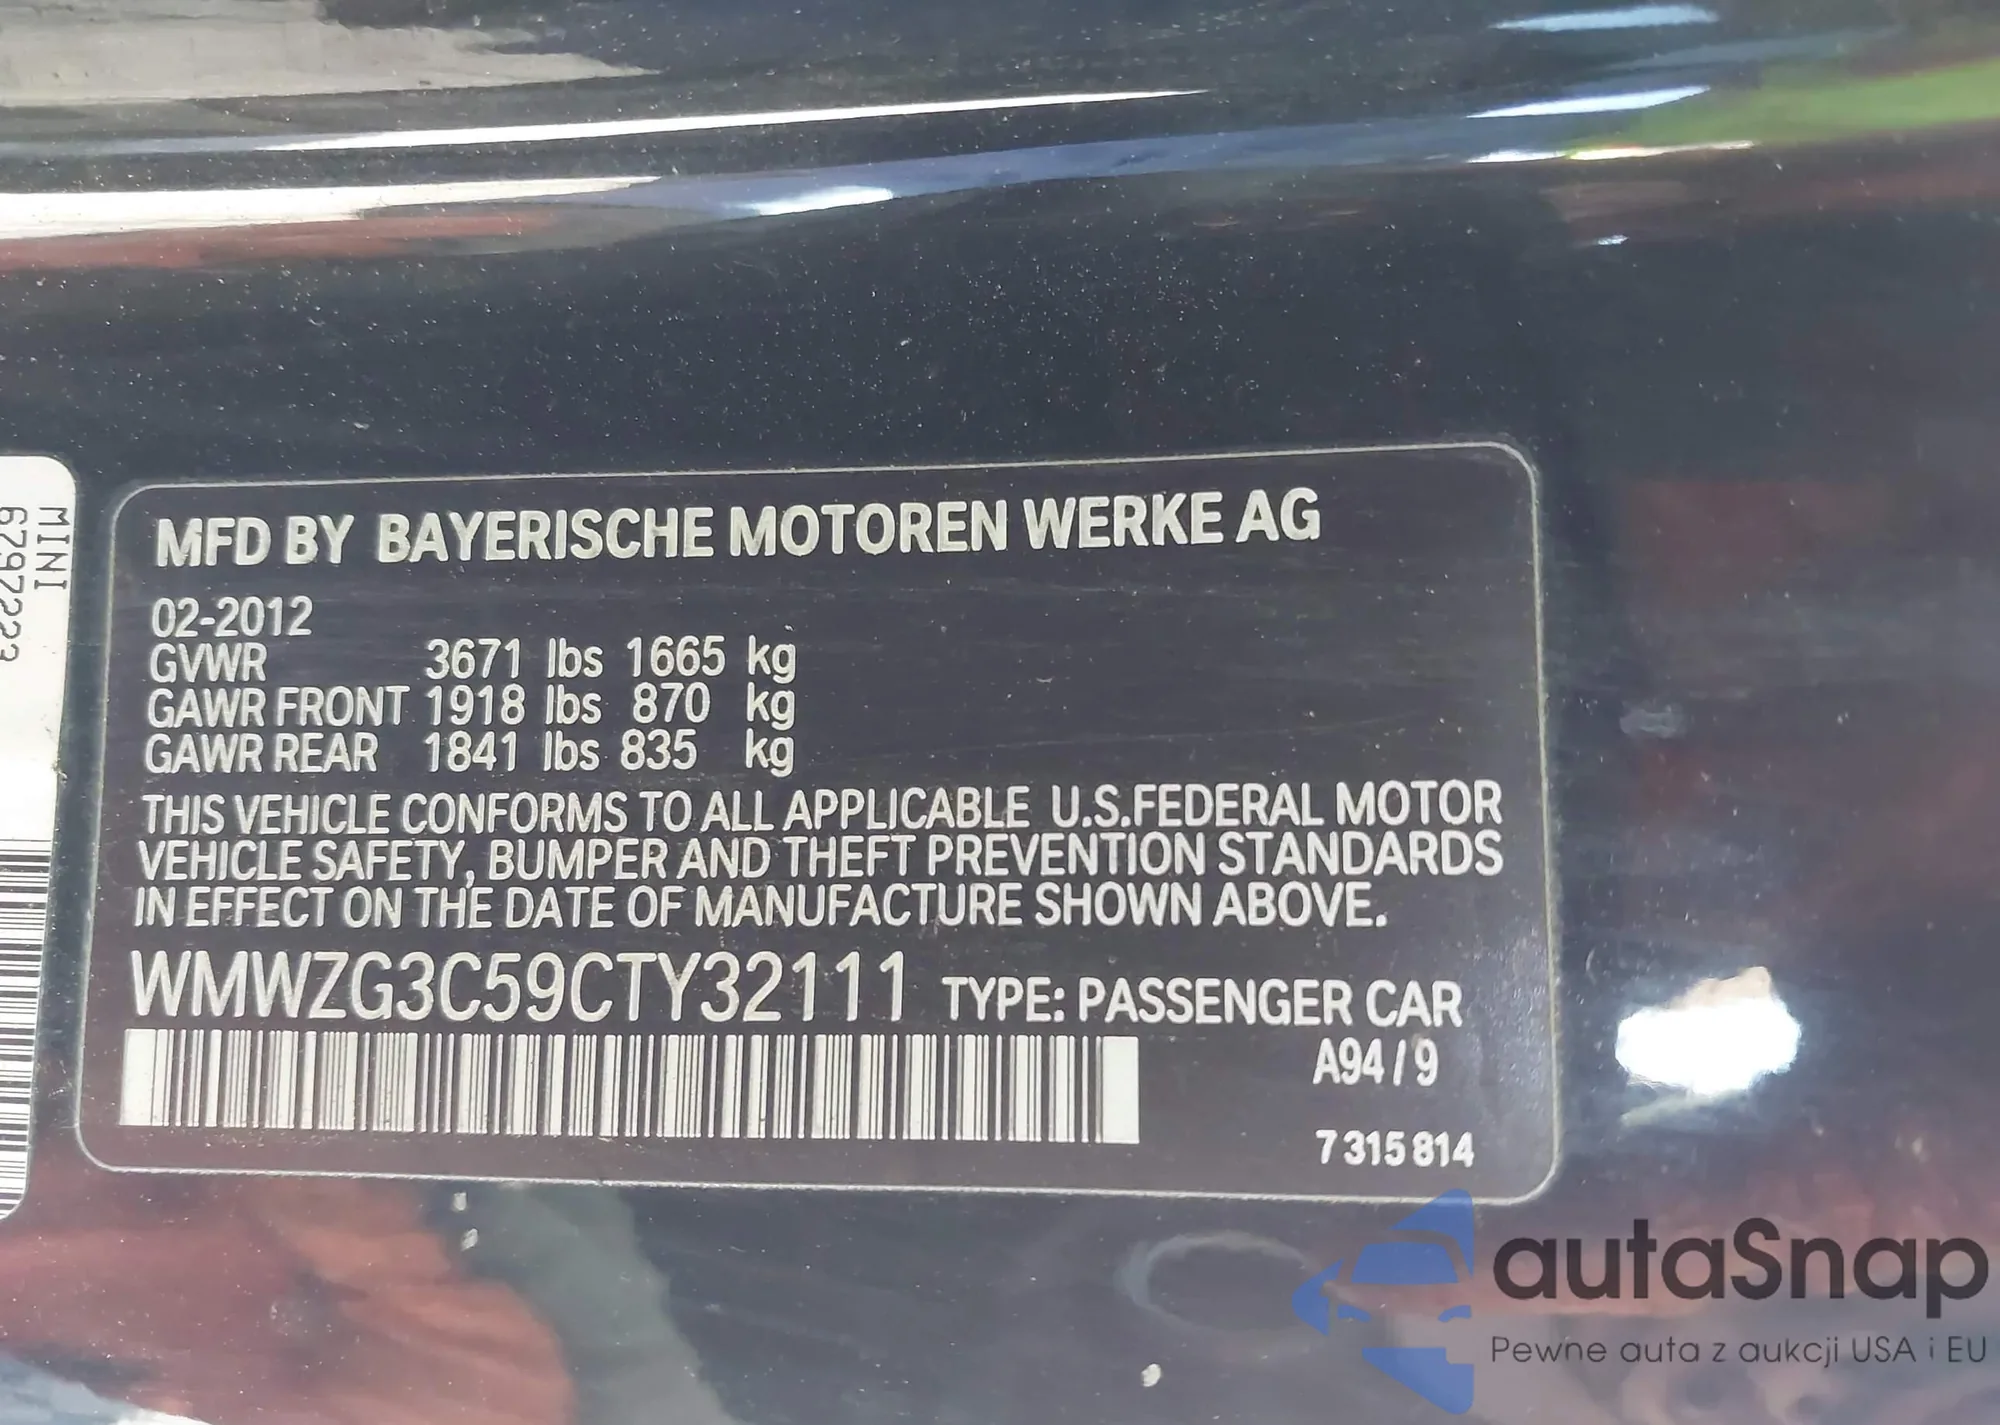 MINI
6797223
MFD BY BAYERISCHE MOTOREN WERKE AG
02-2012
GVWR 3671 lbs 1665 kg
GAWR FRONT 1918 lbs 870 kg
GAWR REAR 1841 lbs 835 kg
THIS VEHICLE CONFORMS TO ALL APPLICABLE U.S.FEDERAL MOTOR
VEHICLE SAFETY, BUMPER AND THEFT PREVENTION STANDARDS
IN EFFECT ON THE DATE OF MANUFACTURE SHOWN ABOVE.
WMWZG3C59CTY32111 TYPE: PASSENGER CAR
A94/9
7315814
autaSnap
Pewne auta z aukcji USA i EU